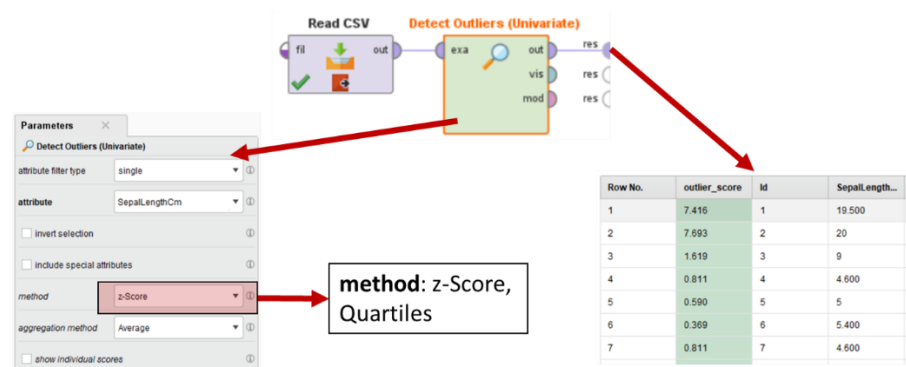 Read CSV
Detect Outliers (Univariate)
fil
out
exa
out
res
vis
res
mod
res
Parameters
Detect Outliers (Univariate)
attribute filter type
single
attribute
SepalLengthCm
invert selection
include special attributes
method
z-Score
aggregation method
Average
show individual scores
method: z-Score,
Quartiles
Row No. outlier_score Id SepalLength...
1 7.416 1 19.500
2 7.693 2 20
3 1.619 3 9
4 0.811 4 4.600
5 0.590 5 5
6 0.369 6 5.400
7 0.811 7 4.600